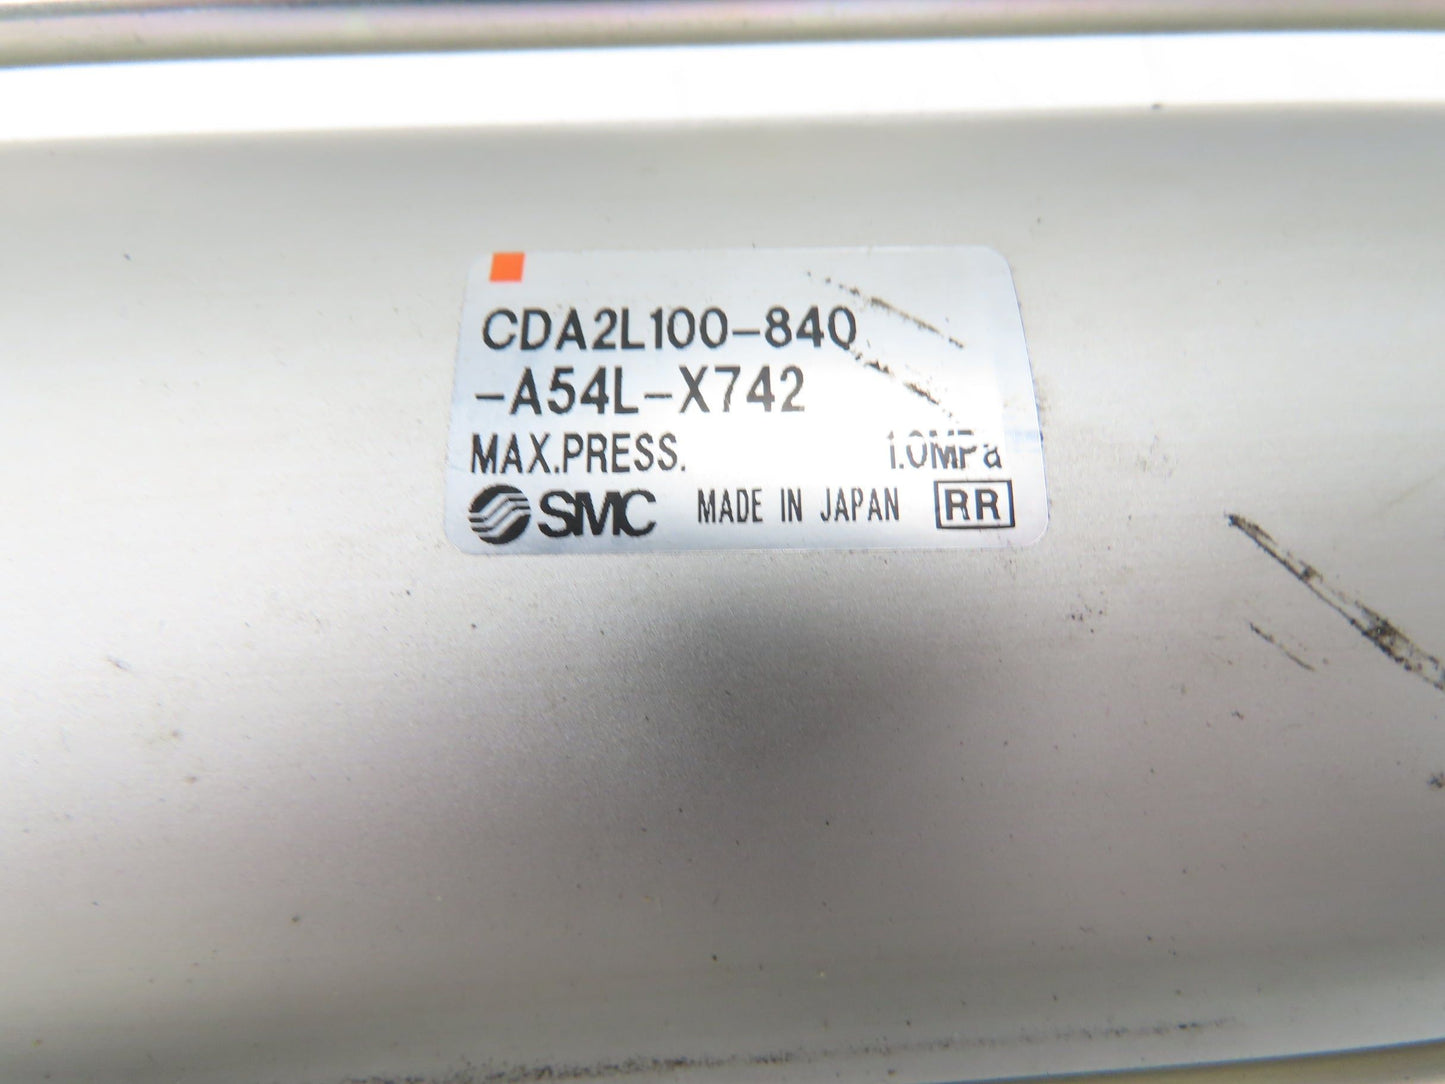 CDA2L100-840
-A54L-X742
MAX.PRESS. 1.0MPa
SMC MADE IN JAPAN RR